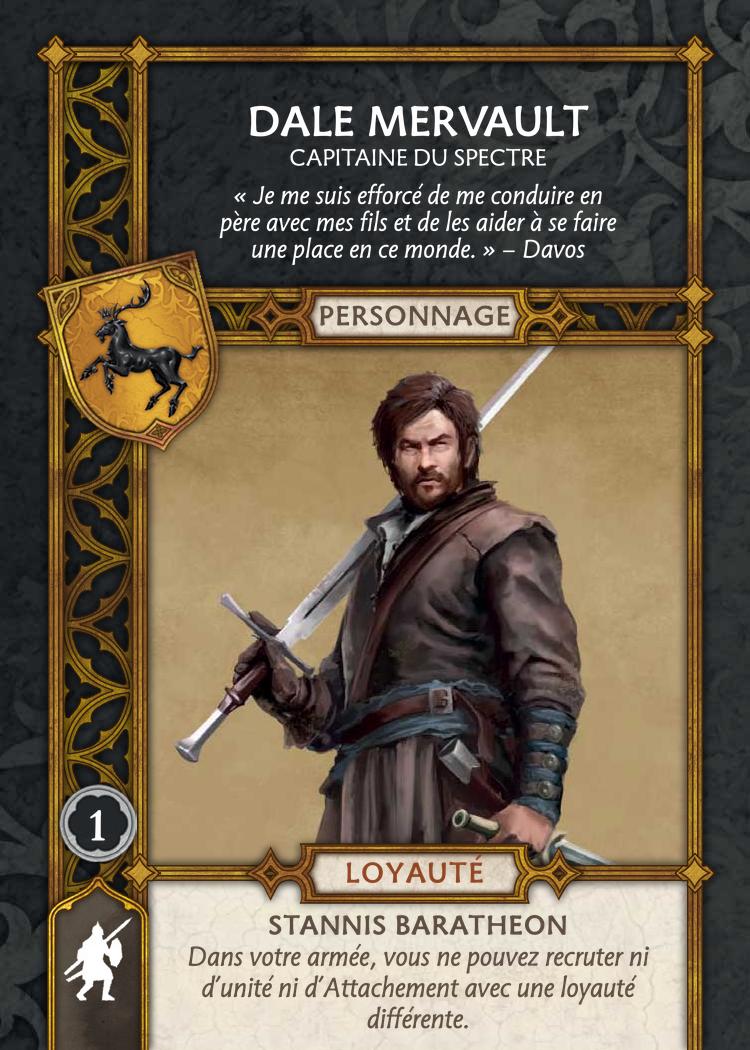 DALE MERVAULT
CAPITAINE DU SPECTRE
« Je me suis efforcé de me conduire en
père avec mes fils et de les aider à se faire
une place en ce monde. » – Davos
PERSONNAGE
1
LOYAUTÉ
STANNIS BARATHEON
Dans votre armée, vous ne pouvez recruter ni
d'unité ni d'Attachement avec une loyauté
différente.